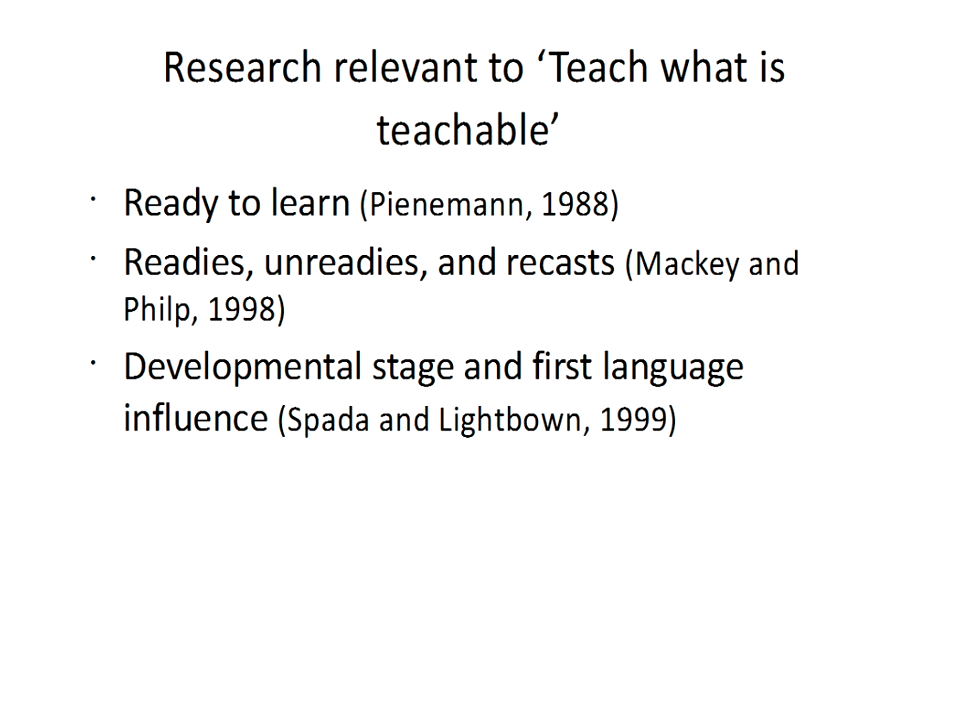 Research relevant to ‘Teach what is
teachable’
· Ready to learn (Pienemann, 1988)
· Readies, unreadies, and recasts (Mackey and
Philp, 1998)
· Developmental stage and first language
influence (Spada and Lightbown, 1999)